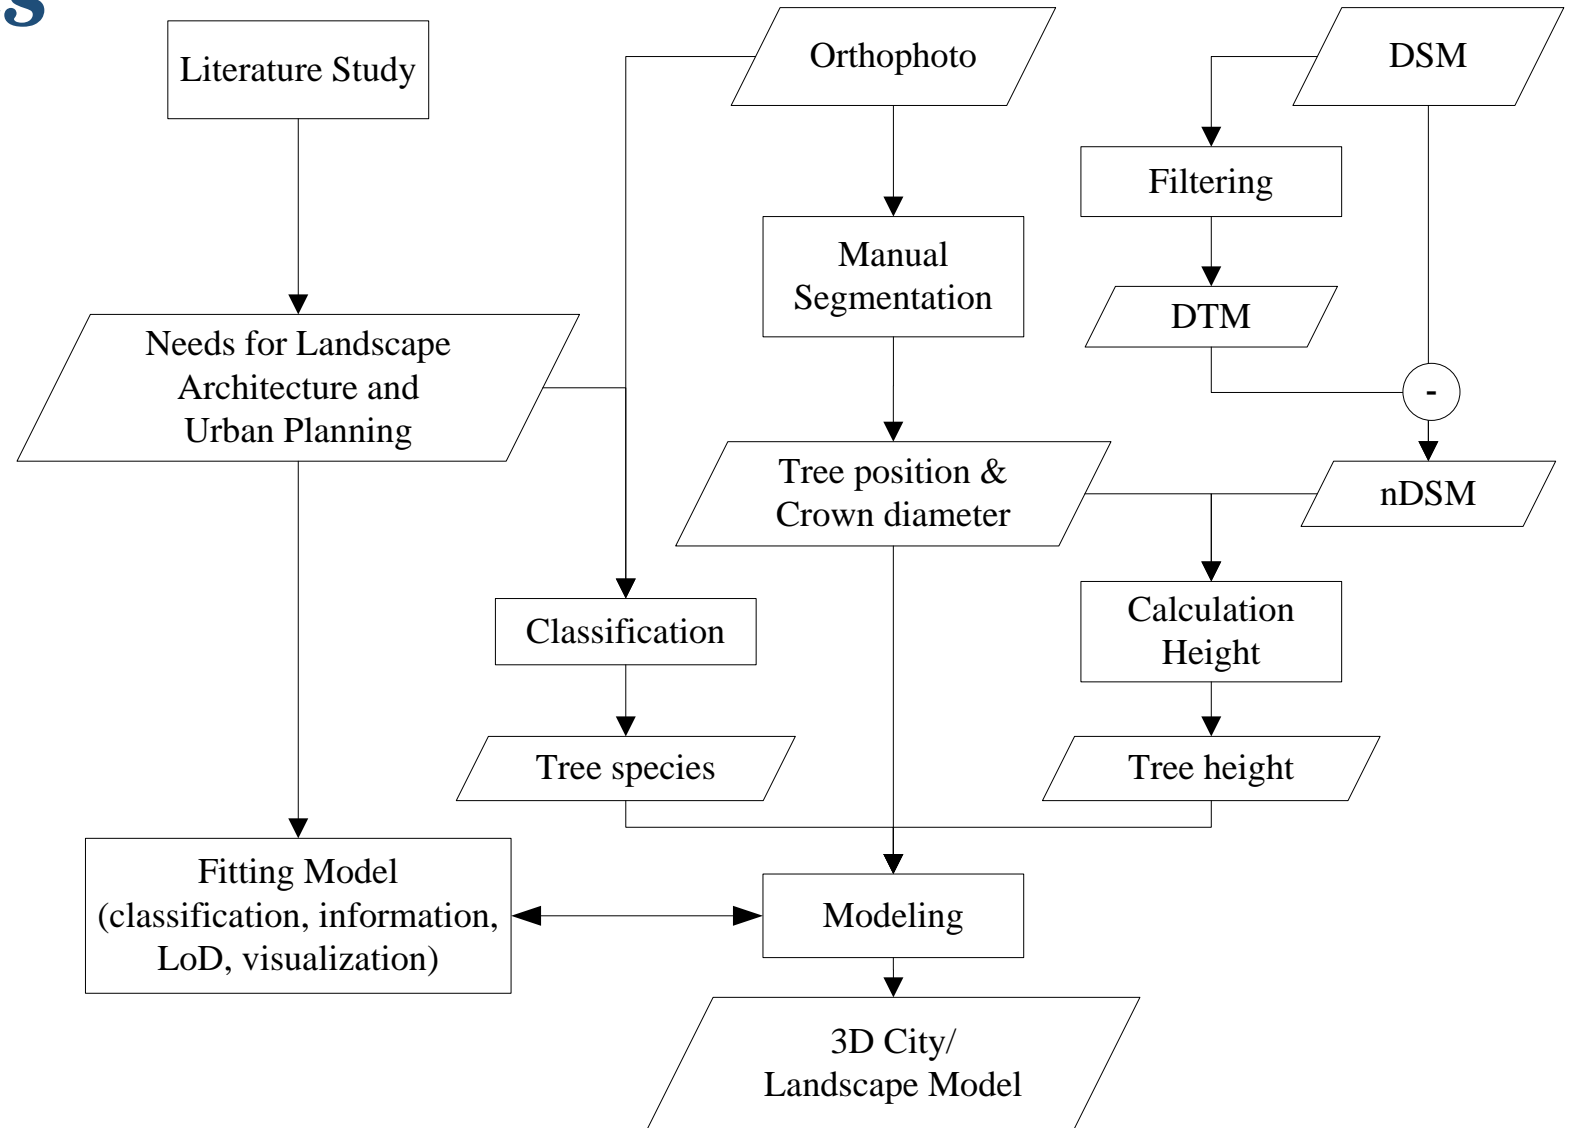 s
Literature Study
Orthophoto
DSM
Filtering
Manual
Segmentation
DTM
Needs for Landscape
Architecture and
Urban Planning
-
Tree position &
Crown diameter
nDSM
Classification
Calculation
Height
Tree species
Tree height
Fitting Model
(classification, information,
LoD, visualization)
Modeling
3D City/
Landscape Model